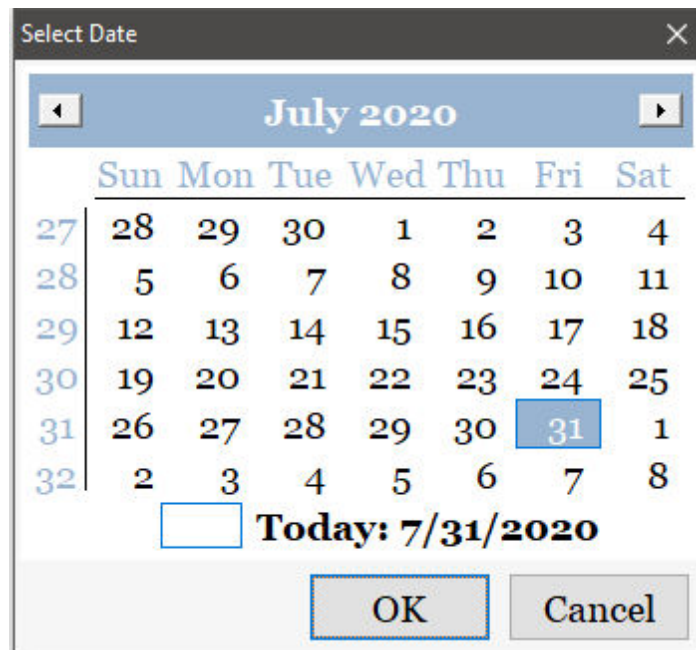 Select Date
July 2020
Sun Mon Tue Wed Thu Fri Sat
27 28 29 30 1 2 3 4
28 5 6 7 8 9 10 11
29 12 13 14 15 16 17 18
30 19 20 21 22 23 24 25
31 26 27 28 29 30 31 1
32 2 3 4 5 6 7 8
Today: 7/31/2020
OK Cancel